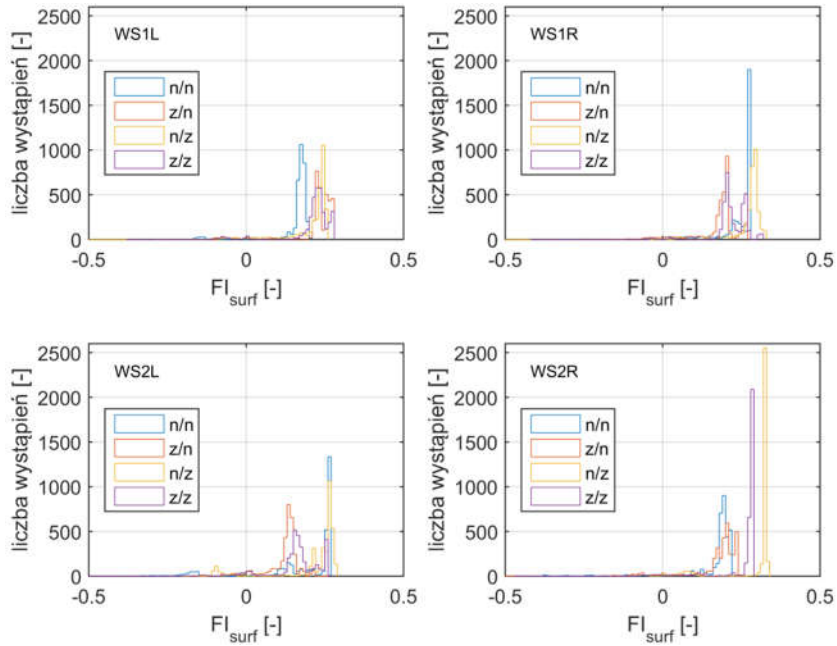 WS1L
2500
2000
1500
1000
500
0
liczba wystąpień [-]
n/n
z/n
n/z
z/z
-0.5
0
0.5
FI_surf [-]
WS1R
2500
2000
1500
1000
500
0
liczba wystąpień [-]
n/n
z/n
n/z
z/z
-0.5
0
0.5
FI_surf [-]
WS2L
2500
2000
1500
1000
500
0
liczba wystąpień [-]
n/n
z/n
n/z
z/z
-0.5
0
0.5
FI_surf [-]
WS2R
2500
2000
1500
1000
500
0
liczba wystąpień [-]
n/n
z/n
n/z
z/z
-0.5
0
0.5
FI_surf [-]